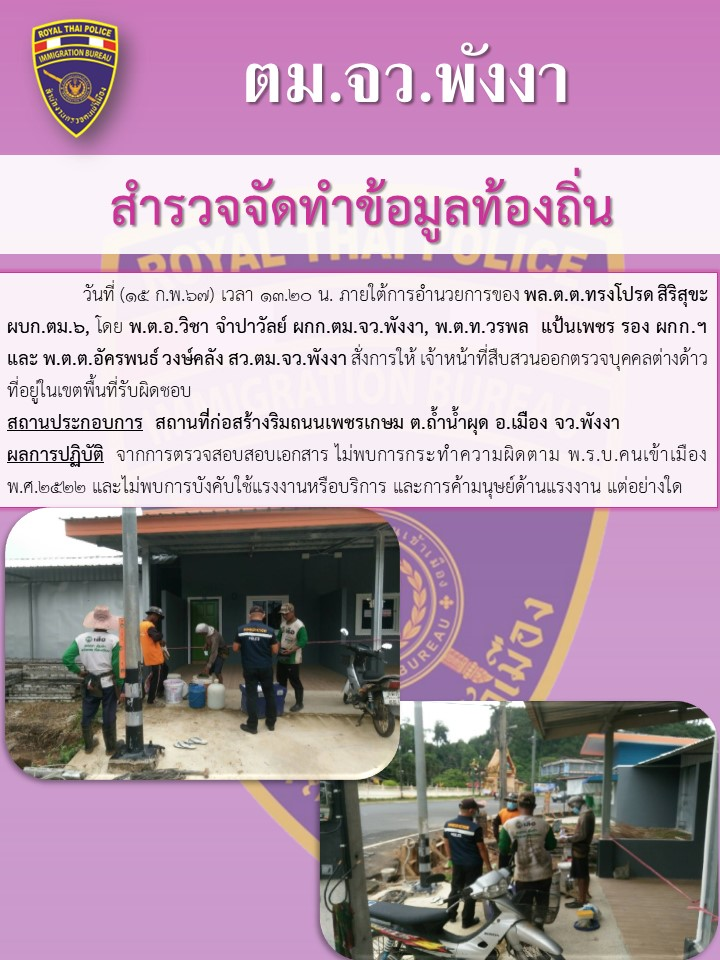 ROYAL THAI POLICE
IMMIGRATION BUREAU
สำนักงานตรวจคนเข้าเมือง
ตม.จว.พังงา
สำรวจจัดทำข้อมูลท้องถิ่น
ROYAL THAI POLICE
วันที่ (๑๕ ก.พ.๖๗) เวลา ๑๓.๒๐ น. ภายใต้การอำนวยการของ พล.ต.ต.ทรงโปรด สิริสุขะ
ผบก.ตม.๖, โดย พ.ต.อ.วิชา จำปาวัลย์ ผกก.ตม.จว.พังงา, พ.ต.ท.วรพล แป้นเพชร รอง ผกก.ฯ
และ พ.ต.ต.อัครพนธ์ วงษ์คลัง สว.ตม.จว.พังงา สั่งการให้ เจ้าหน้าที่สืบสวนออกตรวจบุคคลต่างด้าว
ที่อยู่ในเขตพื้นที่รับผิดชอบ
สถานประกอบการ สถานที่ก่อสร้างริมถนนเพชรเกษม ต.ถ้ำน้ำผุด อ.เมือง จว.พังงา
ผลการปฏิบัติ จากการตรวจสอบสอบเอกสาร ไม่พบการกระทำความผิดตาม พ.ร.บ.คนเข้าเมือง
พ.ศ.๒๕๒๒ และไม่พบการบังคับใช้แรงงานหรือบริการ และการค้ามนุษย์ด้านแรงงาน แต่อย่างใด